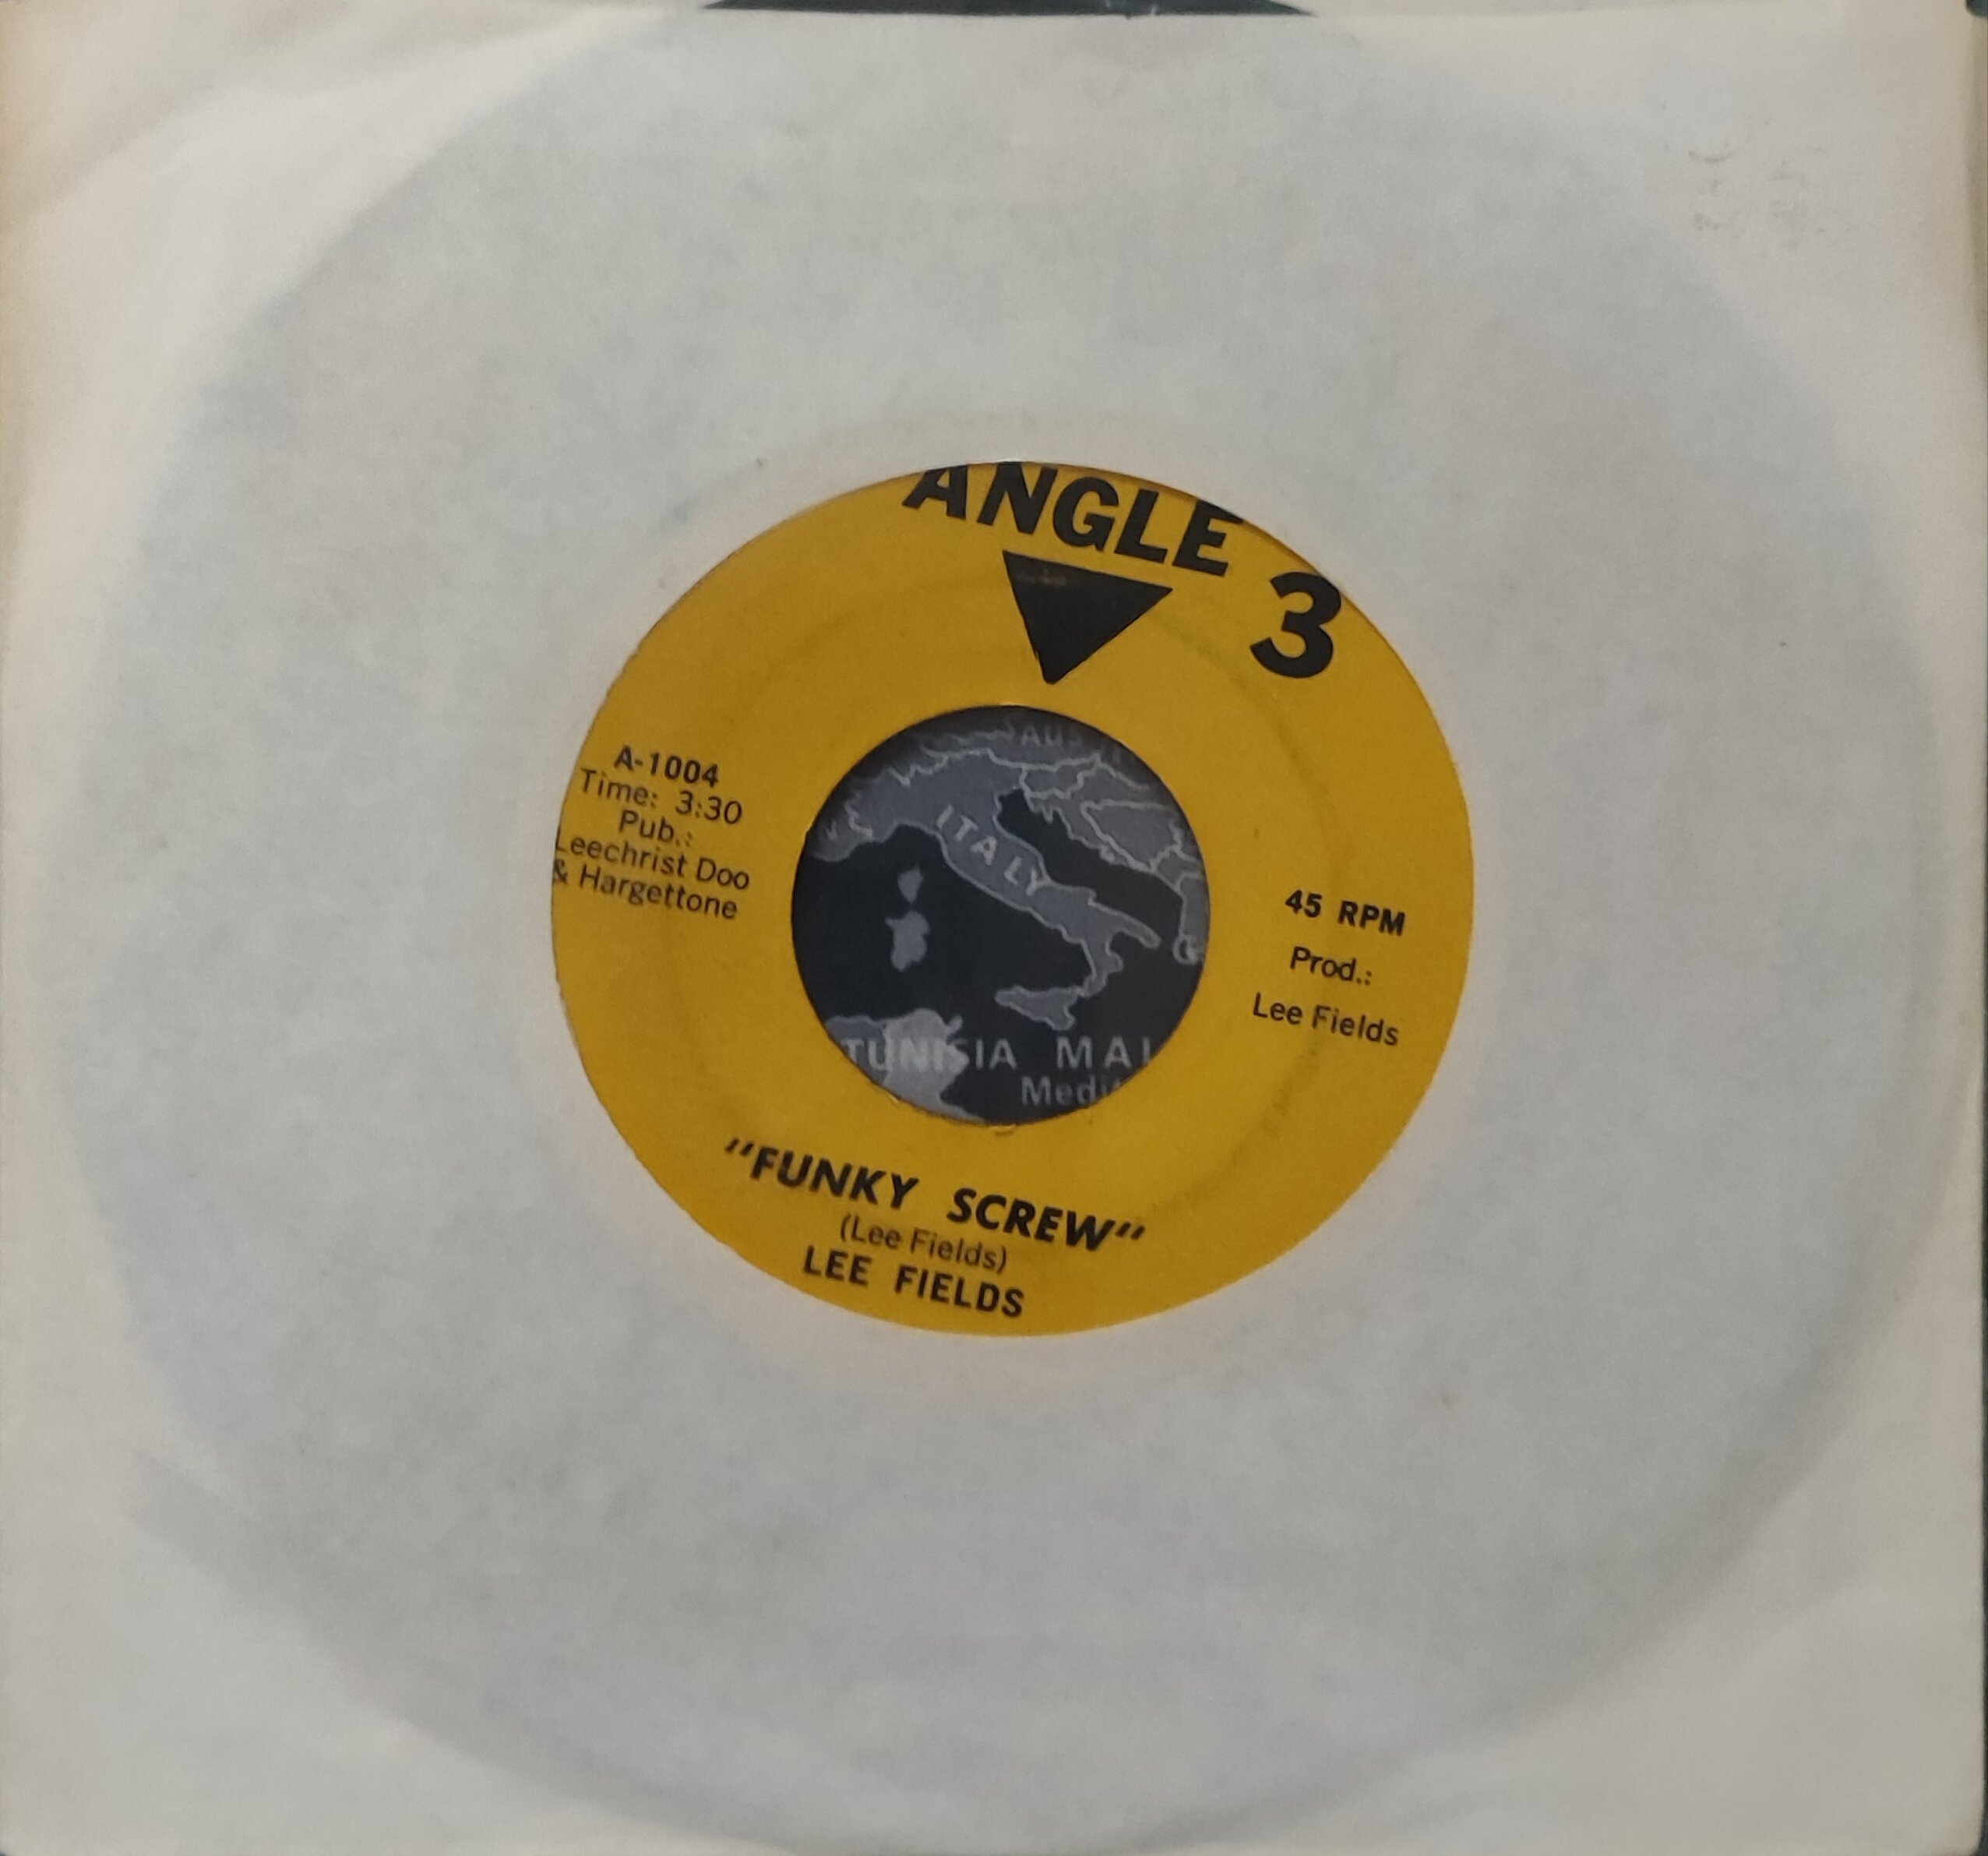 ANGLE 3
A-1004
Time: 3:30
Pub.:
Leechrist Doo
& Hargettone
45 RPM
Prod.:
Lee Fields
ITALY
TUNISIA
"FUNKY SCREW"
(Lee Fields)
LEE FIELDS